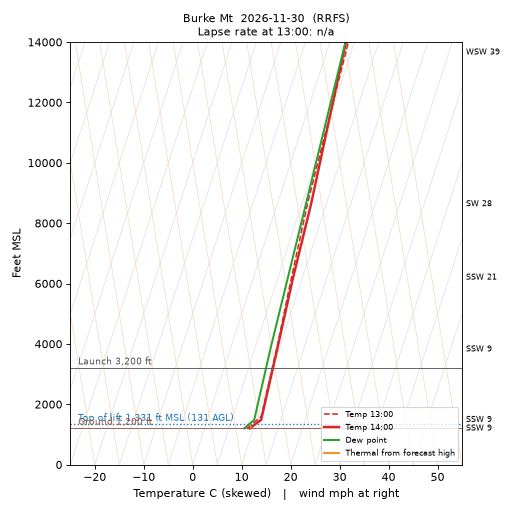 Burke Mt  2026-11-30  (RRFS)
Lapse rate at 13:00: n/a
14000
12000
10000
8000
6000
4000
2000
0
Feet MSL
WSW 39
SW 28
SSW 21
SSW 9
SSW 9
SSW 9
Launch 3,200 ft
Top of lift 1,331 ft MSL (131 AGL)
Ground 1,200 ft
Temp 13:00
Temp 14:00
Dew point
Thermal from forecast high
−20 −10 0 10 20 30 40 50
Temperature C (skewed)   |   wind mph at right